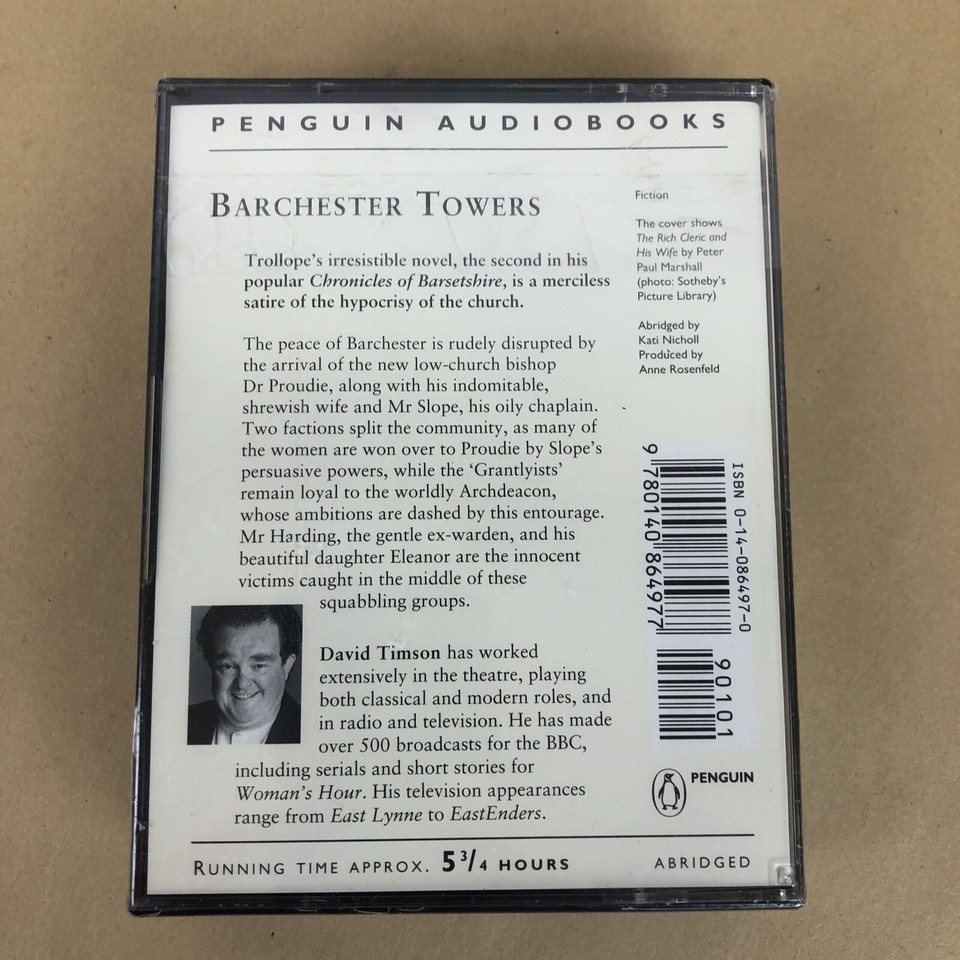 PENGUIN AUDIOBOOKS
BARCHESTER TOWERS
Trollope's irresistible novel, the second in his
popular Chronicles of Barsetshire, is a merciless
satire of the hypocrisy of the church.
The peace of Barchester is rudely disrupted by
the arrival of the new low-church bishop
Dr Proudie, along with his indomitable,
shrewish wife and Mr Slope, his oily chaplain.
Two factions split the community, as many of
the women are won over to Proudie by Slope's
persuasive powers, while the 'Grantlyists'
remain loyal to the worldly Archdeacon,
whose ambitions are dashed by this entourage.
Mr Harding, the gentle ex-warden, and his
beautiful daughter Eleanor are the innocent
victims caught in the middle of these
squabbling groups.
David Timson has worked
extensively in the theatre, playing
both classical and modern roles, and
in radio and television. He has made
over 500 broadcasts for the BBC,
including serials and short stories for
Woman's Hour. His television appearances
range from East Lynne to EastEnders.
Fiction
The cover shows
The Rich Cleric and
His Wife by Peter
Paul Marshall
(photo: Sotheby's
Picture Library)
Abridged by
Kati Nicholl
Produced by
Anne Rosenfeld
ISBN 0-14-086497-0
9 780140 864977
90101
PENGUIN
RUNNING TIME APPROX. 5 3/4 HOURS
ABRIDGED